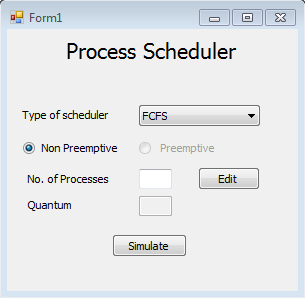 Form1
Process Scheduler
Type of scheduler FCFS
Non Preemptive Preemptive
No. of Processes Edit
Quantum
Simulate